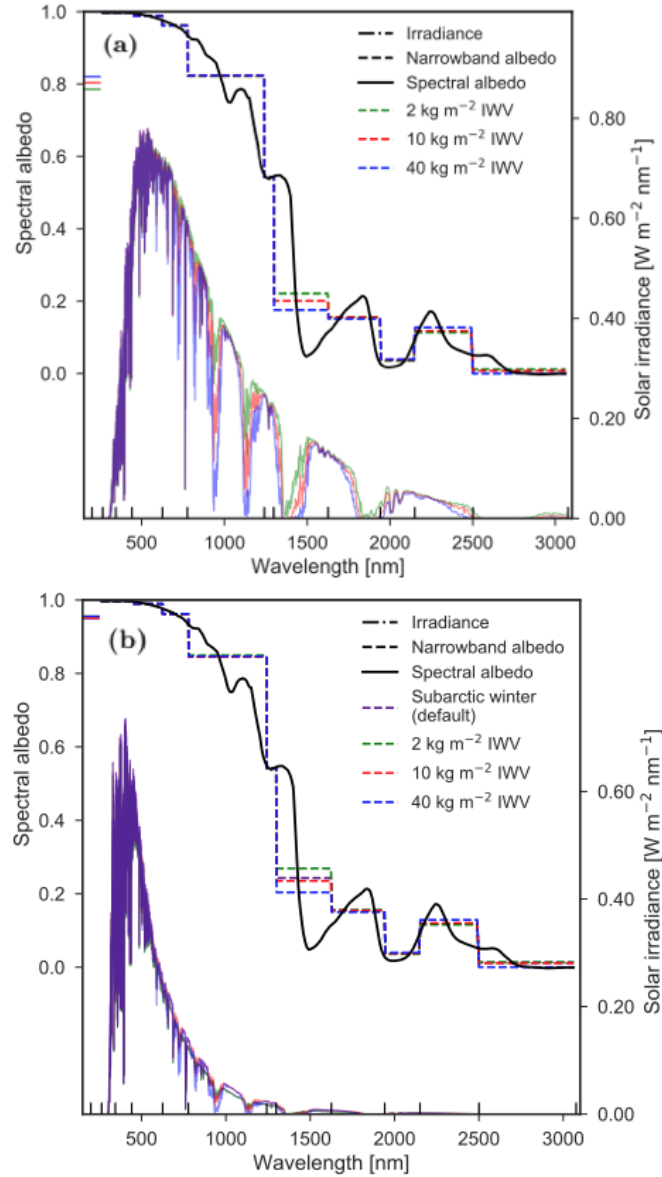 (a)
Irradiance
Narrowband albedo
Spectral albedo
2 kg m⁻² IWV
10 kg m⁻² IWV
40 kg m⁻² IWV
Spectral albedo
1.0
0.8
0.6
0.4
0.2
0.0
Solar irradiance [W m⁻² nm⁻¹]
0.80
0.60
0.40
0.20
0.00
500 1000 1500 2000 2500 3000
Wavelength [nm]
(b)
Irradiance
Narrowband albedo
Spectral albedo
Subarctic winter
(default)
2 kg m⁻² IWV
10 kg m⁻² IWV
40 kg m⁻² IWV
Spectral albedo
1.0
0.8
0.6
0.4
0.2
0.0
Solar irradiance [W m⁻² nm⁻¹]
0.60
0.40
0.20
0.00
500 1000 1500 2000 2500 3000
Wavelength [nm]